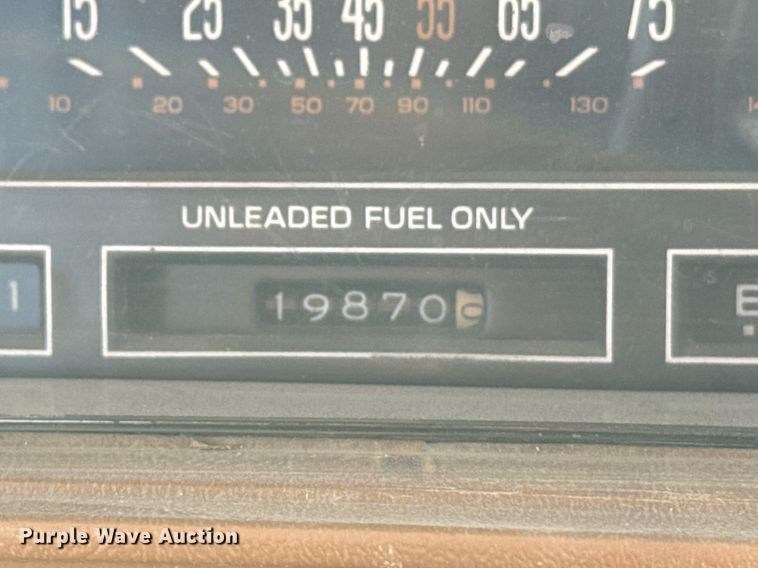 15 25 35 45 55 65 75
10 20 30 50 70 90 110 130
UNLEADED FUEL ONLY
1 19870 E
Purple Wave Auction